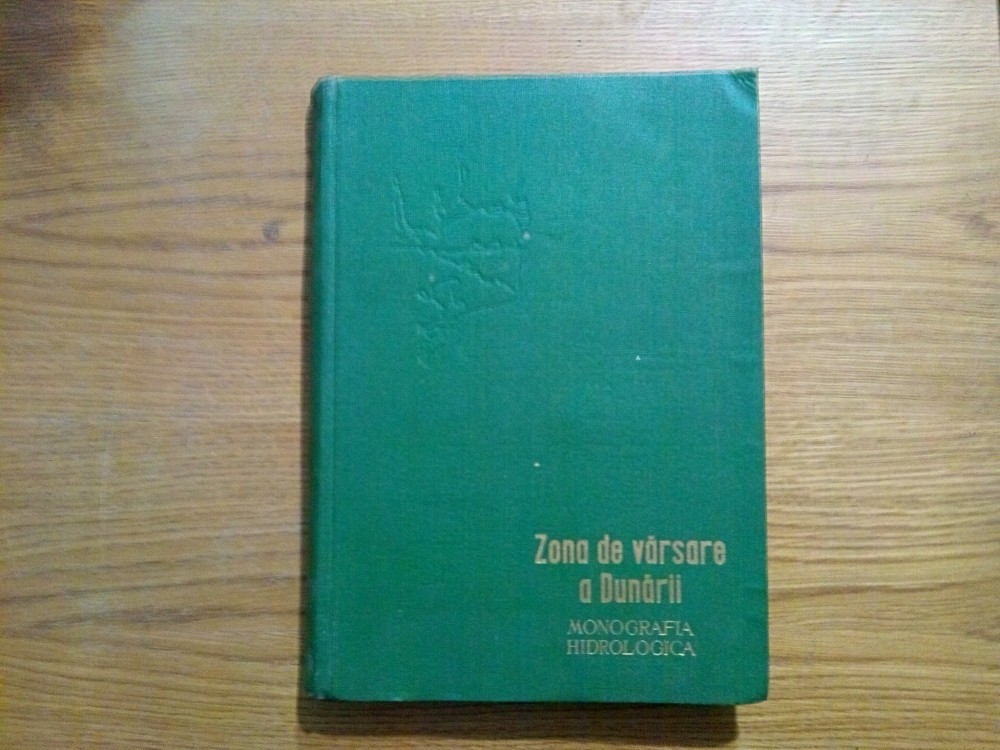 Zona de vărsare
a Dunării
MONOGRAFIA
HIDROLOGICA